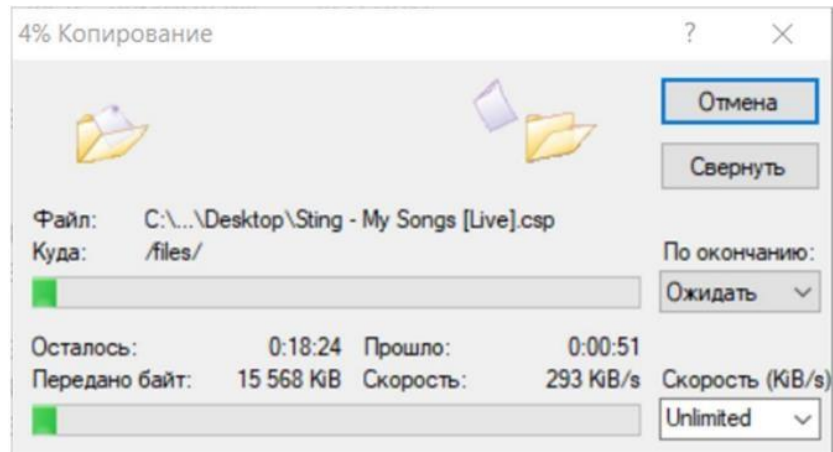 4% Копирование ?
Отмена
Свернуть
Файл: C:\...\Desktop\Sting - My Songs [Live].csp
Куда: /files/
По окончанию:
Ожидать
Осталось: 0:18:24 Прошло: 0:00:51
Передано байт: 15 568 KiB Скорость: 293 KiB/s Скорость (KiB/s)
Unlimited